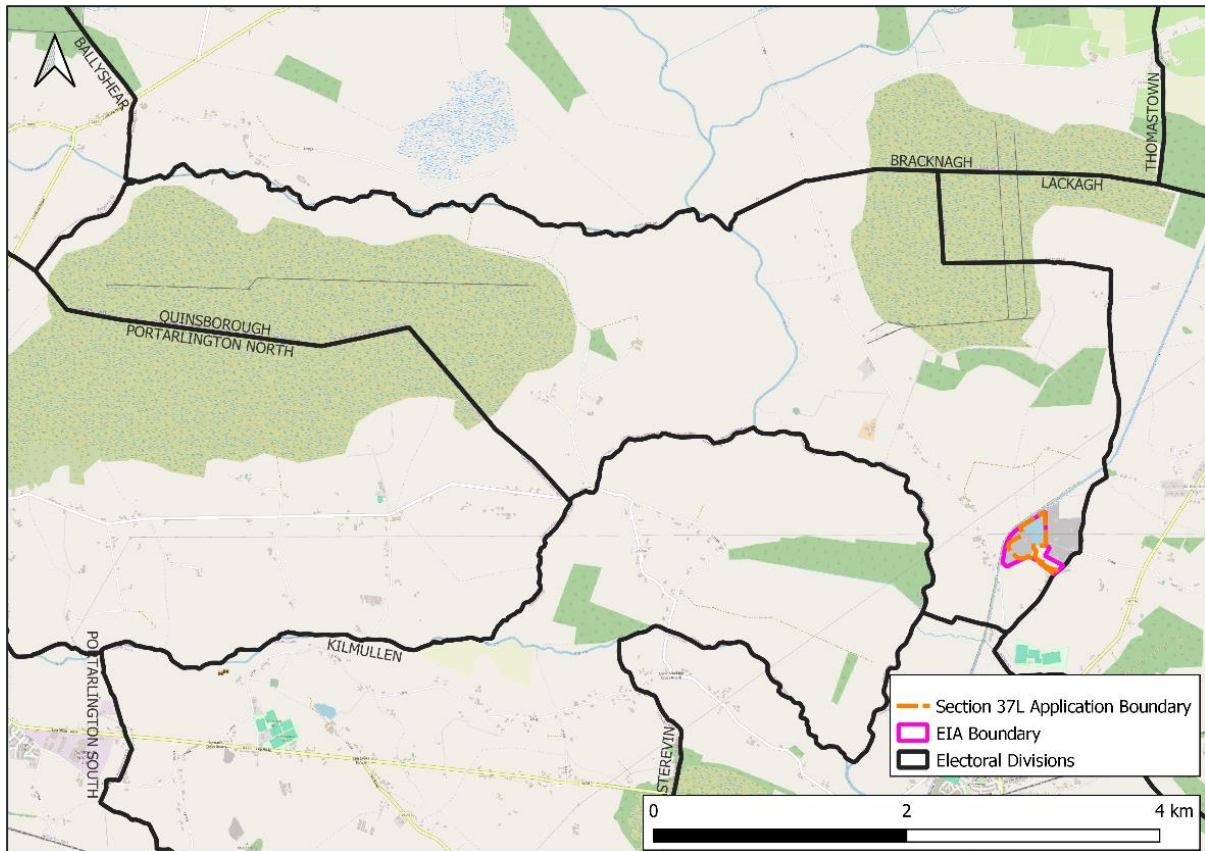 BALLYSHEAR
THOMASTOWN
BRACKNAGH
LACKAGH
QUINSBOROUGH
PORTARLINGTON NORTH
KILMULLEN
PORTARLINGTON SOUTH
STEREVIN
Section 37L Application Boundary
EIA Boundary
Electoral Divisions
0 2 4 km